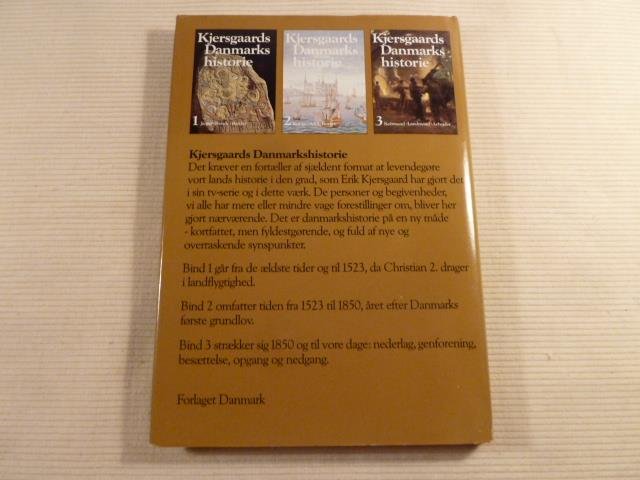 Kjersgaards
Danmarks
historie
1
Kjersgaards
Danmarks
historie
2
Kjersgaards
Danmarks
historie
3 Købmand · Landmand · Arbejder
Kjersgaards Danmarkshistorie
Det kræver en fortæller af sjældent format at levendegøre
vort lands historie i den grad, som Erik Kjersgaard har gjort det
i sin tv-serie og i dette værk. De personer og begivenheder,
vi alle har mere eller mindre vage forestillinger om, bliver her
gjort nærværende. Det er danmarkshistorie på en ny måde
- kortfattet, men fyldestgørende, og fuld af nye og
overraskende synspunkter.
Bind 1 går fra de ældste tider og til 1523, da Christian 2. drager
i landflygtighed.
Bind 2 omfatter tiden fra 1523 til 1850, året efter Danmarks
første grundlov.
Bind 3 strækker sig 1850 og til vore dage: nederlag, genforening,
besættelse, opgang og nedgang.
Forlaget Danmark